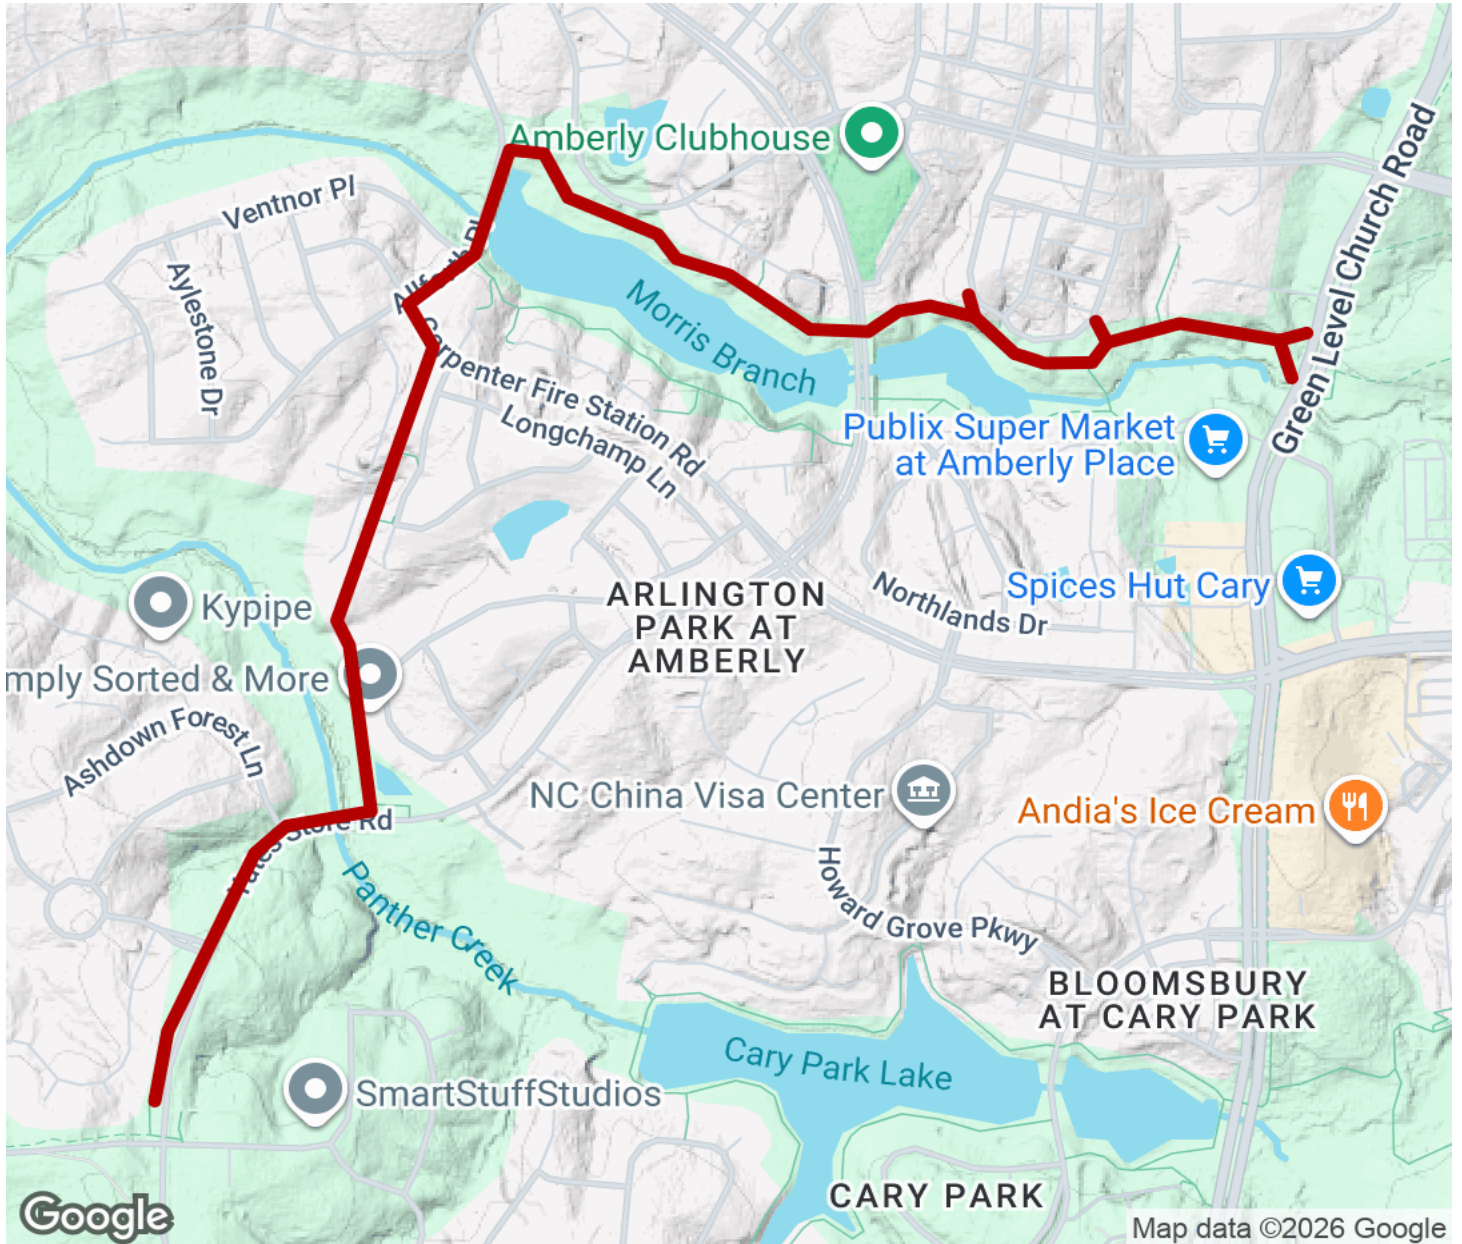 Amberly Clubhouse
Ventnor Pl
Green Level Church Road
Aylestone Dr
Morris Branch
Carpenter Fire Station Rd
Longchamp Ln
Publix Super Market
at Amberly Place
Spices Hut Cary
Kypipe
ARLINGTON
PARK AT
AMBERLY
Northlands Dr
mply Sorted & More
Ashdown Forest Ln
NC China Visa Center
Andia's Ice Cream
Store Rd
Howard Grove Pkwy
Panther Creek
BLOOMSBURY
AT CARY PARK
Cary Park Lake
SmartStuffStudios
CARY PARK
Google
Map data ©2026 Google